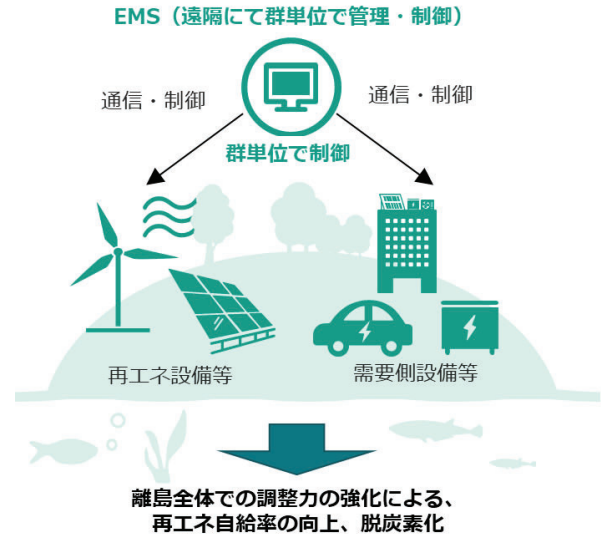 EMS（遠隔にて群単位で管理・制御）
通信・制御
通信・制御
群単位で制御
再エネ設備等
需要側設備等
離島全体での調整力の強化による、
再エネ自給率の向上、脱炭素化